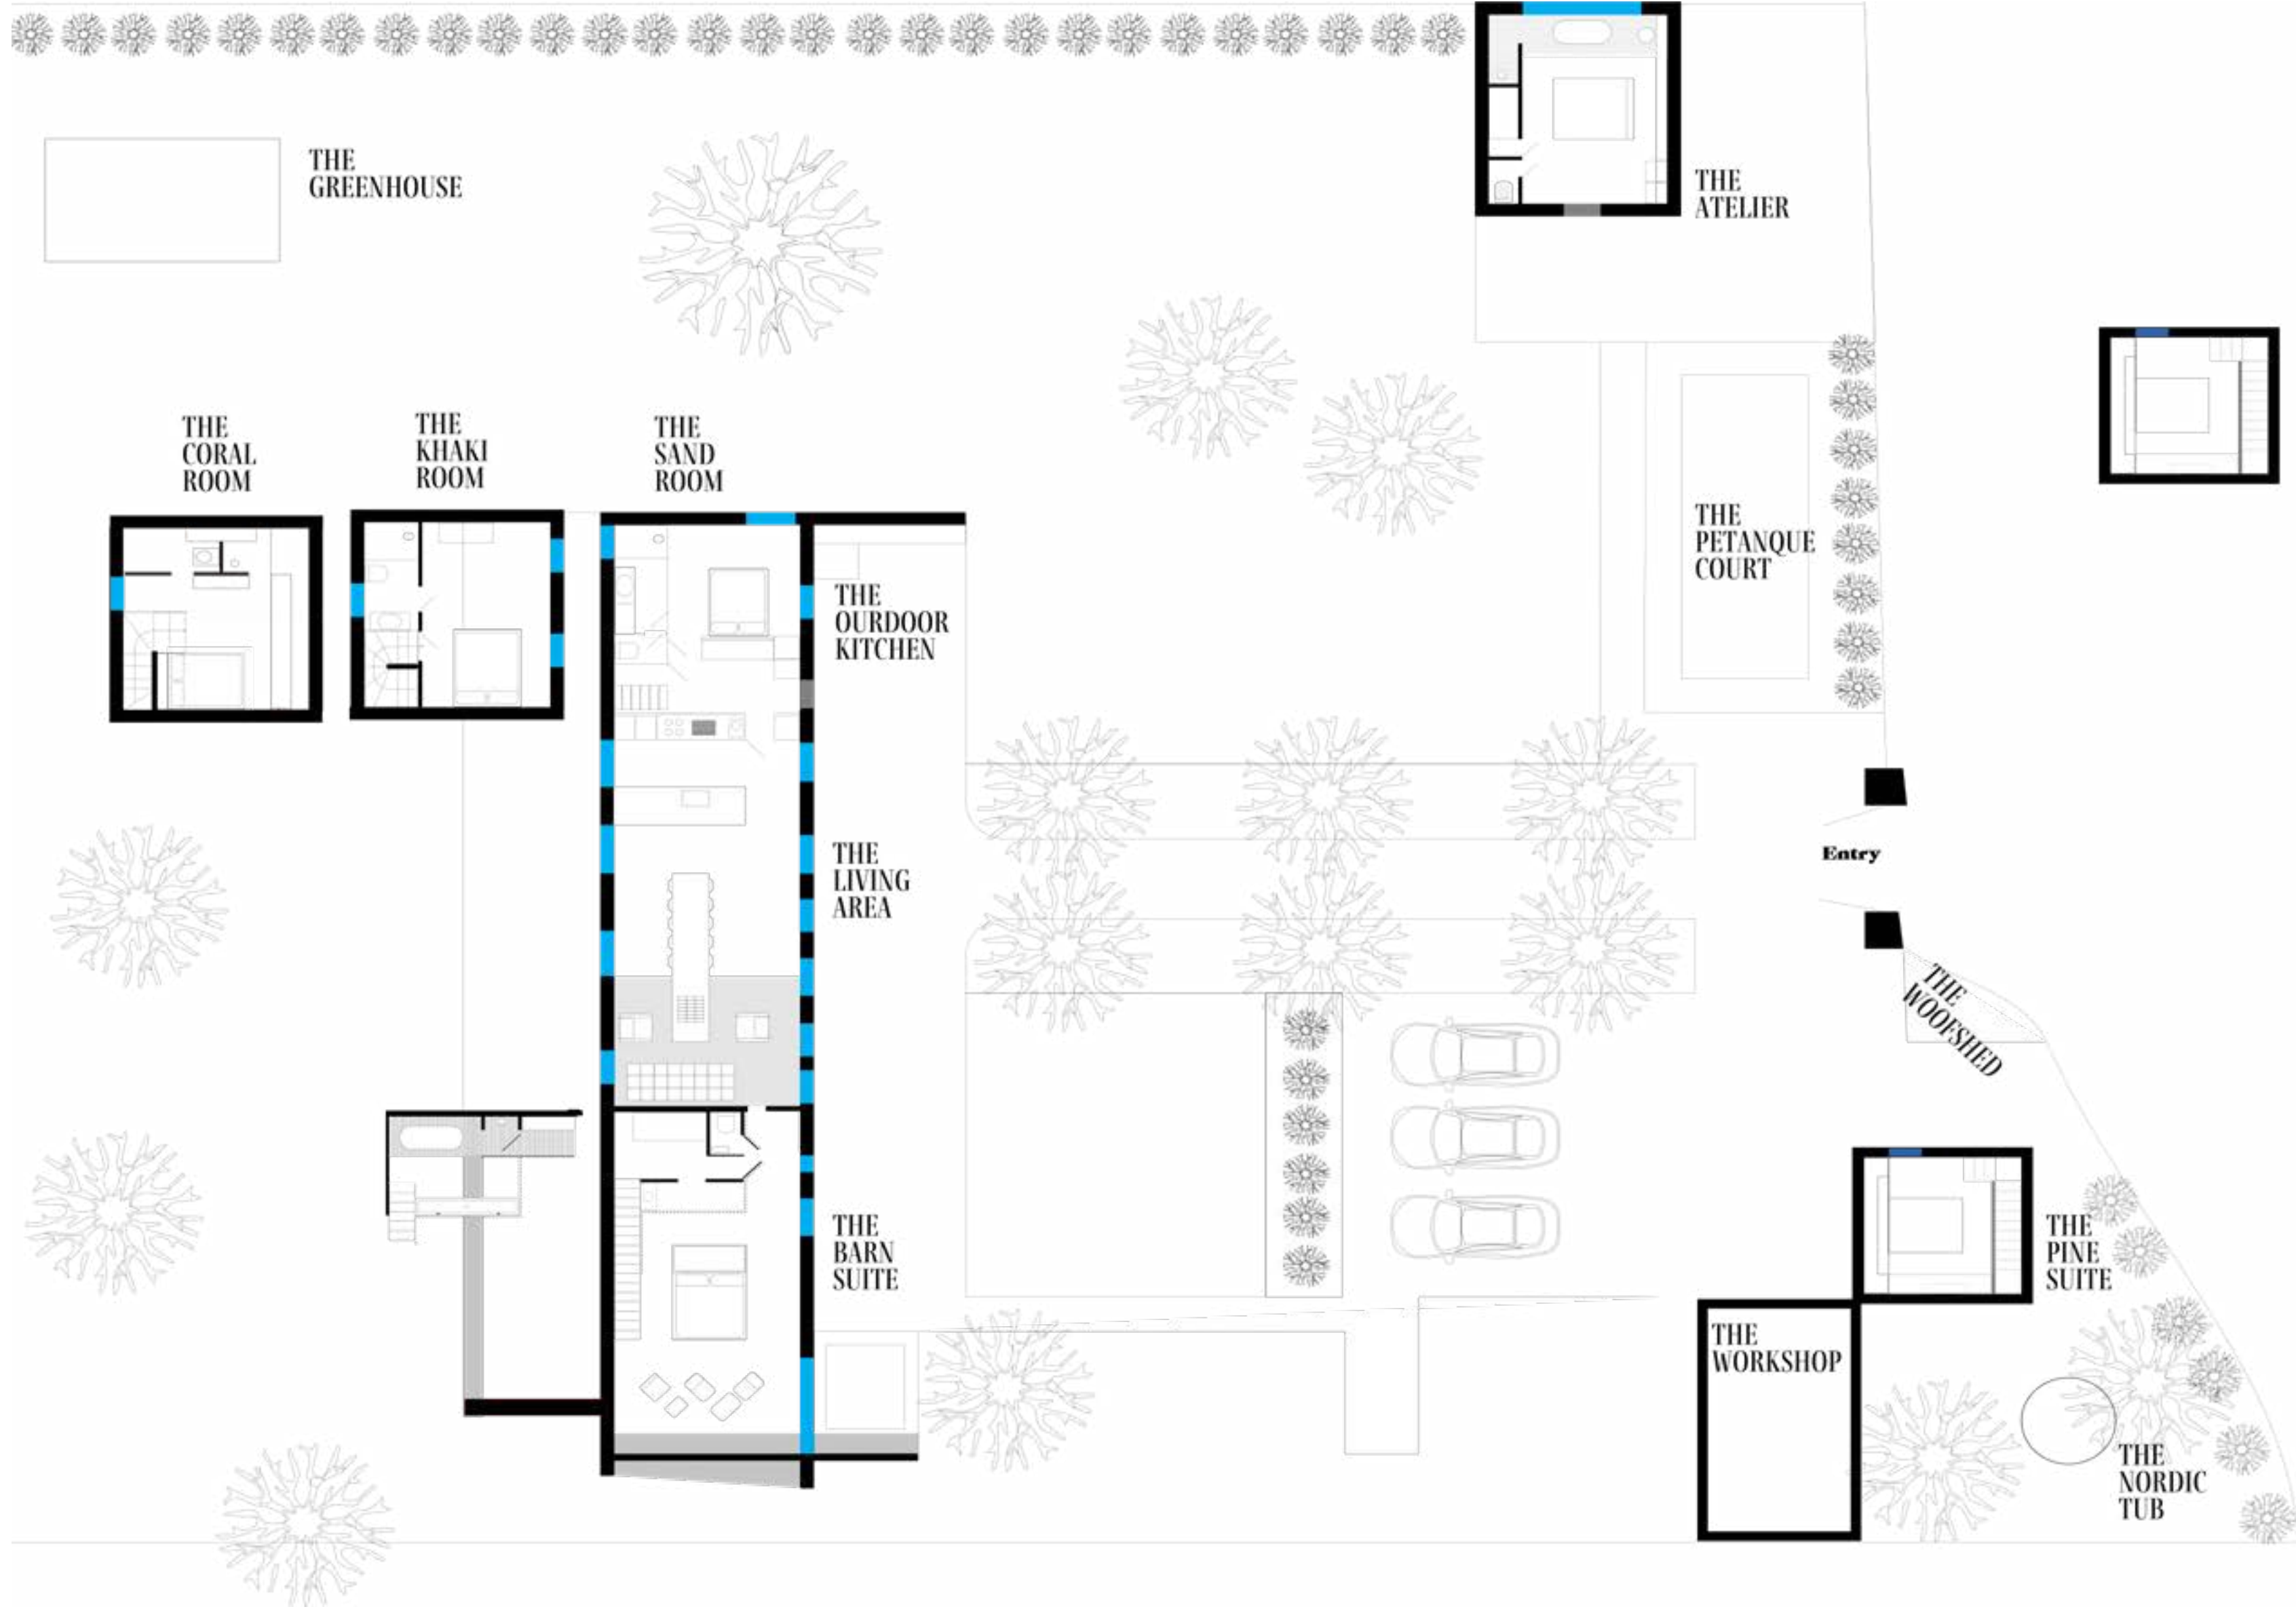 THE
GREENHOUSE
THE
ATELIER
THE
CORAL
ROOM
THE
KHAKI
ROOM
THE
SAND
ROOM
THE
PETANQUE
COURT
THE
OURDOOR
KITCHEN
THE
LIVING
AREA
Entry
THE
WOOFSHED
THE
BARN
SUITE
THE
PINE
SUITE
THE
WORKSHOP
THE
NORDIC
TUB